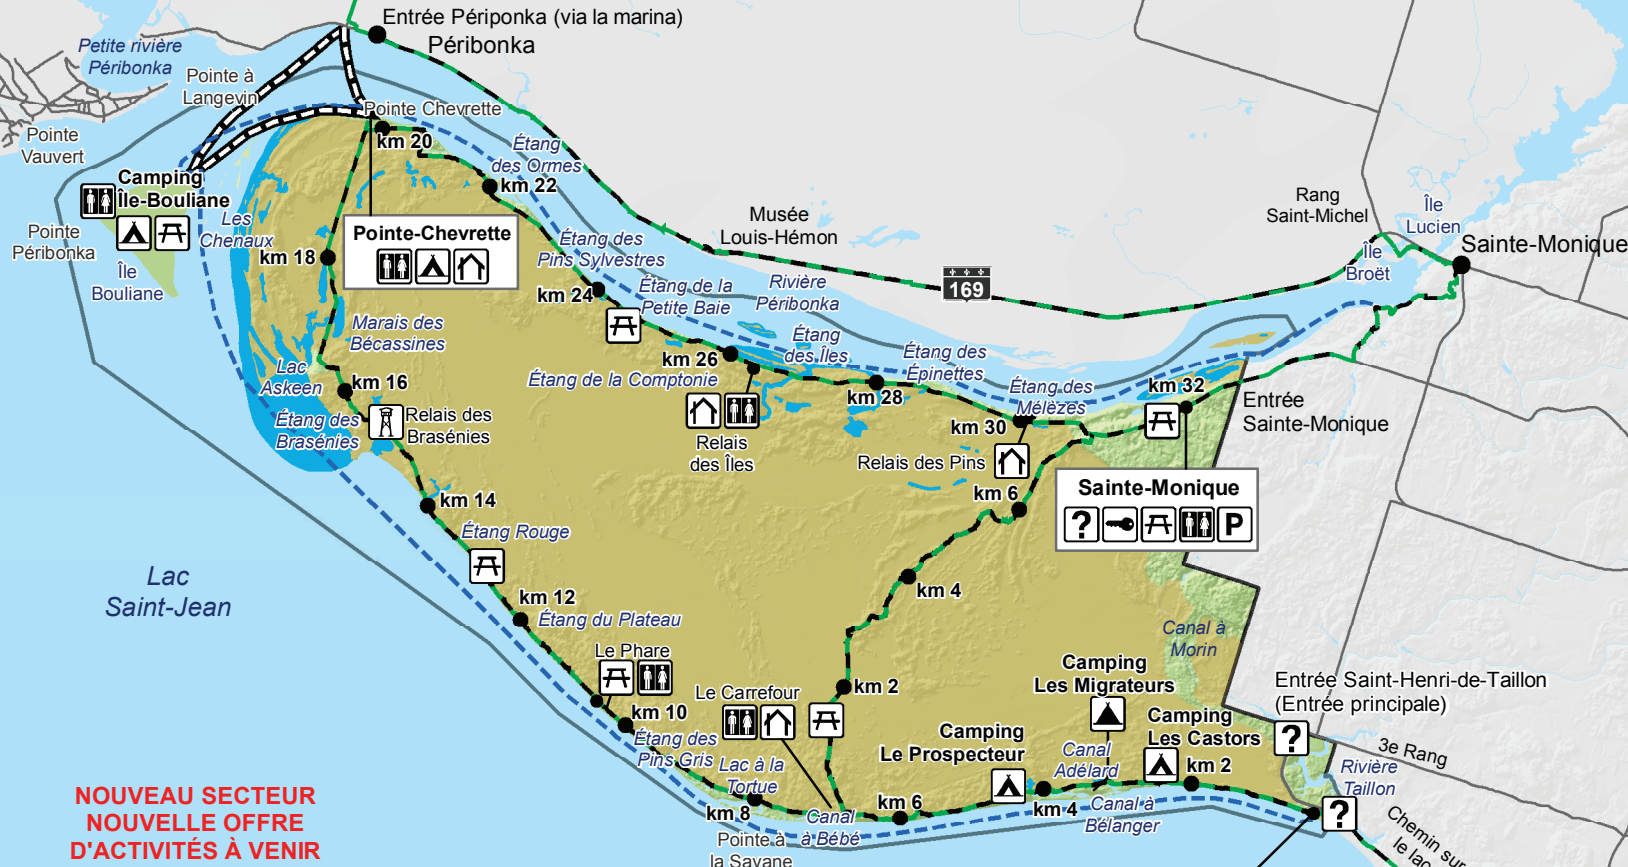 Entrée Périponka (via la marina)
Péribonka
Petite rivière
Péribonka
Pointe à
Langevin
Pointe Chevrette
Pointe
Vauvert
km 20
Étang
des Ormes
km 22
Camping
Île-Bouliane
Les
Chenaux
Pointe
Péribonka
Île
Bouliane
km 18
Pointe-Chevrette
Étang des
Pins Sylvestres
km 24
Musée
Louis-Hémon
Rang
Saint-Michel
Île
Lucien
Sainte-Monique
Île
Broët
169
Étang de la
Petite Baie
Rivière
Péribonka
Marais des
Bécassines
Étang
des Îles
km 26
Étang des
Épinettes
Lac
Askeen
km 16
Étang de la Comptonie
km 28
Étang des
Mélèzes
km 32
Entrée
Sainte-Monique
Étang des
Brasénies
Relais des
Brasénies
Relais
des Îles
km 30
Relais des Pins
km 14
km 6
Sainte-Monique
?
P
Étang Rouge
Lac
Saint-Jean
km 12
Étang du Plateau
km 4
Canal à
Morin
Le Phare
km 2
Camping
Les Migrateurs
Entrée Saint-Henri-de-Taillon
(Entrée principale)
Le Carrefour
km 10
Étang des
Pins Gris
Camping
Le Prospecteur
Camping
Les Castors
?
3e Rang
Canal
Adélard
km 2
Rivière
Taillon
Lac à la
Tortue
km 8
km 6
km 4
Canal
à Bébé
Canal à
Bélanger
?
Chemin sur
le lac
Pointe à
la Savane
NOUVEAU SECTEUR
NOUVELLE OFFRE
D'ACTIVITÉS À VENIR